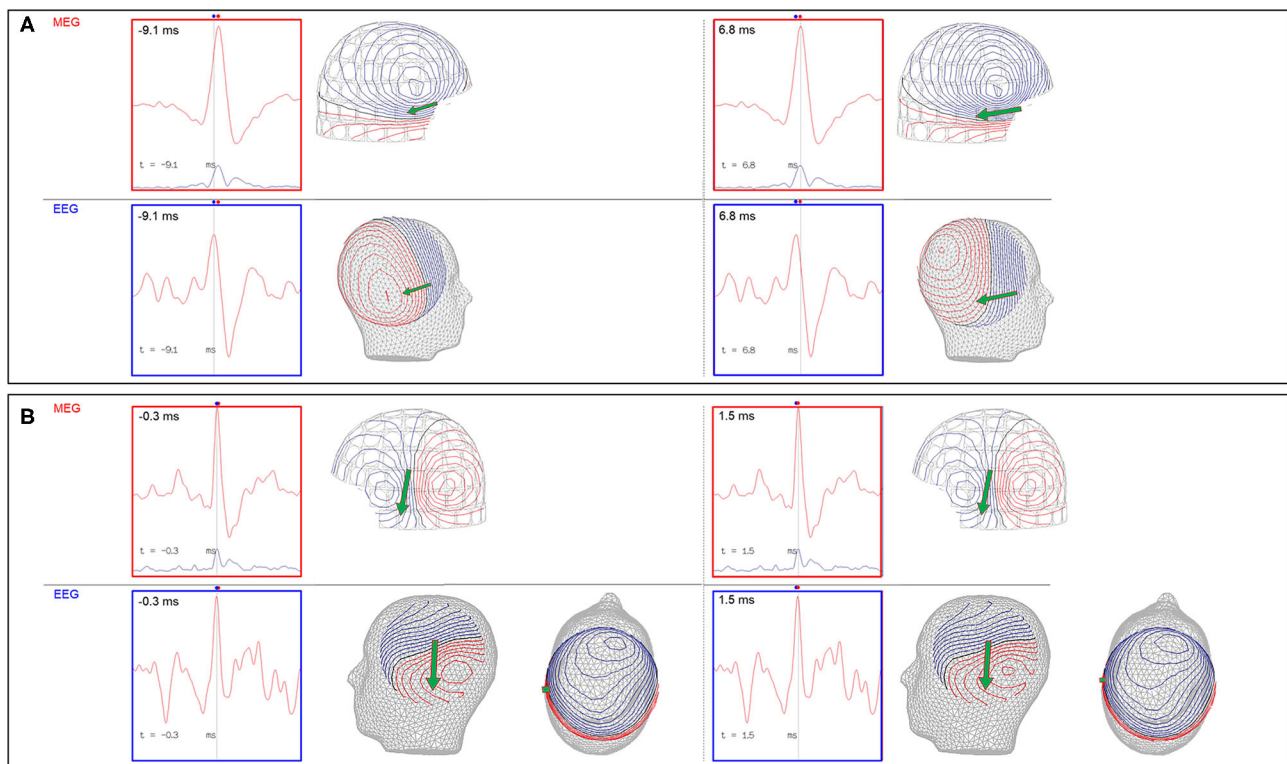 A
MEG
-9.1 ms
t = -9.1 ms
6.8 ms
t = 6.8 ms
EEG
-9.1 ms
t = -9.1 ms
6.8 ms
t = 6.8 ms
B
MEG
-0.3 ms
t = -0.3 ms
1.5 ms
t = 1.5 ms
EEG
-0.3 ms
t = -0.3 ms
1.5 ms
t = 1.5 ms